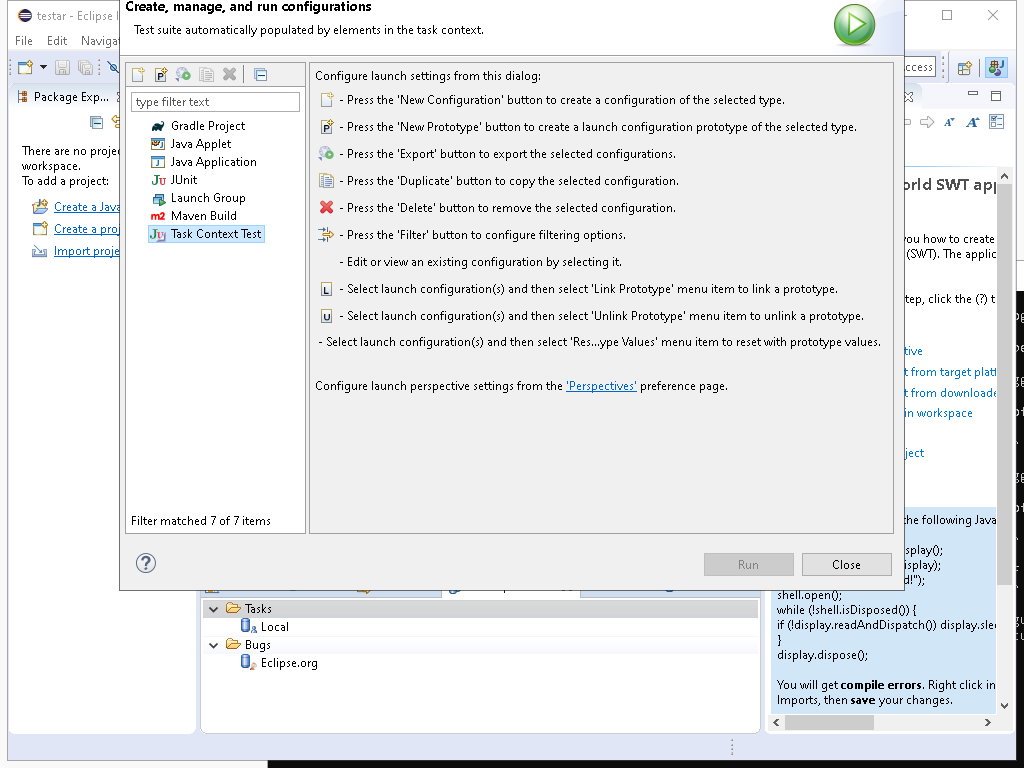 testar - Eclipse I
File Edit Navigat
Package Exp...
There are no proje
workspace.
To add a project:
Create a Java
Create a proj
Import proje
Create, manage, and run configurations
Test suite automatically populated by elements in the task context.
type filter text
Gradle Project
Java Applet
Java Application
JUnit
Launch Group
Maven Build
Task Context Test
Filter matched 7 of 7 items
Configure launch settings from this dialog:
- Press the 'New Configuration' button to create a configuration of the selected type.
- Press the 'New Prototype' button to create a launch configuration prototype of the selected type.
- Press the 'Export' button to export the selected configurations.
- Press the 'Duplicate' button to copy the selected configuration.
- Press the 'Delete' button to remove the selected configuration.
- Press the 'Filter' button to configure filtering options.
- Edit or view an existing configuration by selecting it.
- Select launch configuration(s) and then select 'Link Prototype' menu item to link a prototype.
- Select launch configuration(s) and then select 'Unlink Prototype' menu item to unlink a prototype.
- Select launch configuration(s) and then select 'Res...ype Values' menu item to reset with prototype values.
Configure launch perspective settings from the 'Perspectives' preference page.
Run
Close
Tasks
Local
Bugs
Eclipse.org
cess
orld SWT app
you how to create
(SWT). The applic
tep, click the (?) t
tive
t from target platf
t from downloade
in workspace
ject
the following Java
splay();
isplay);
d!");
shell.open();
while (!shell.isDisposed()) {
if (!display.readAndDispatch()) display.slee
}
display.dispose();
You will get compile errors. Right click in
Imports, then save your changes.